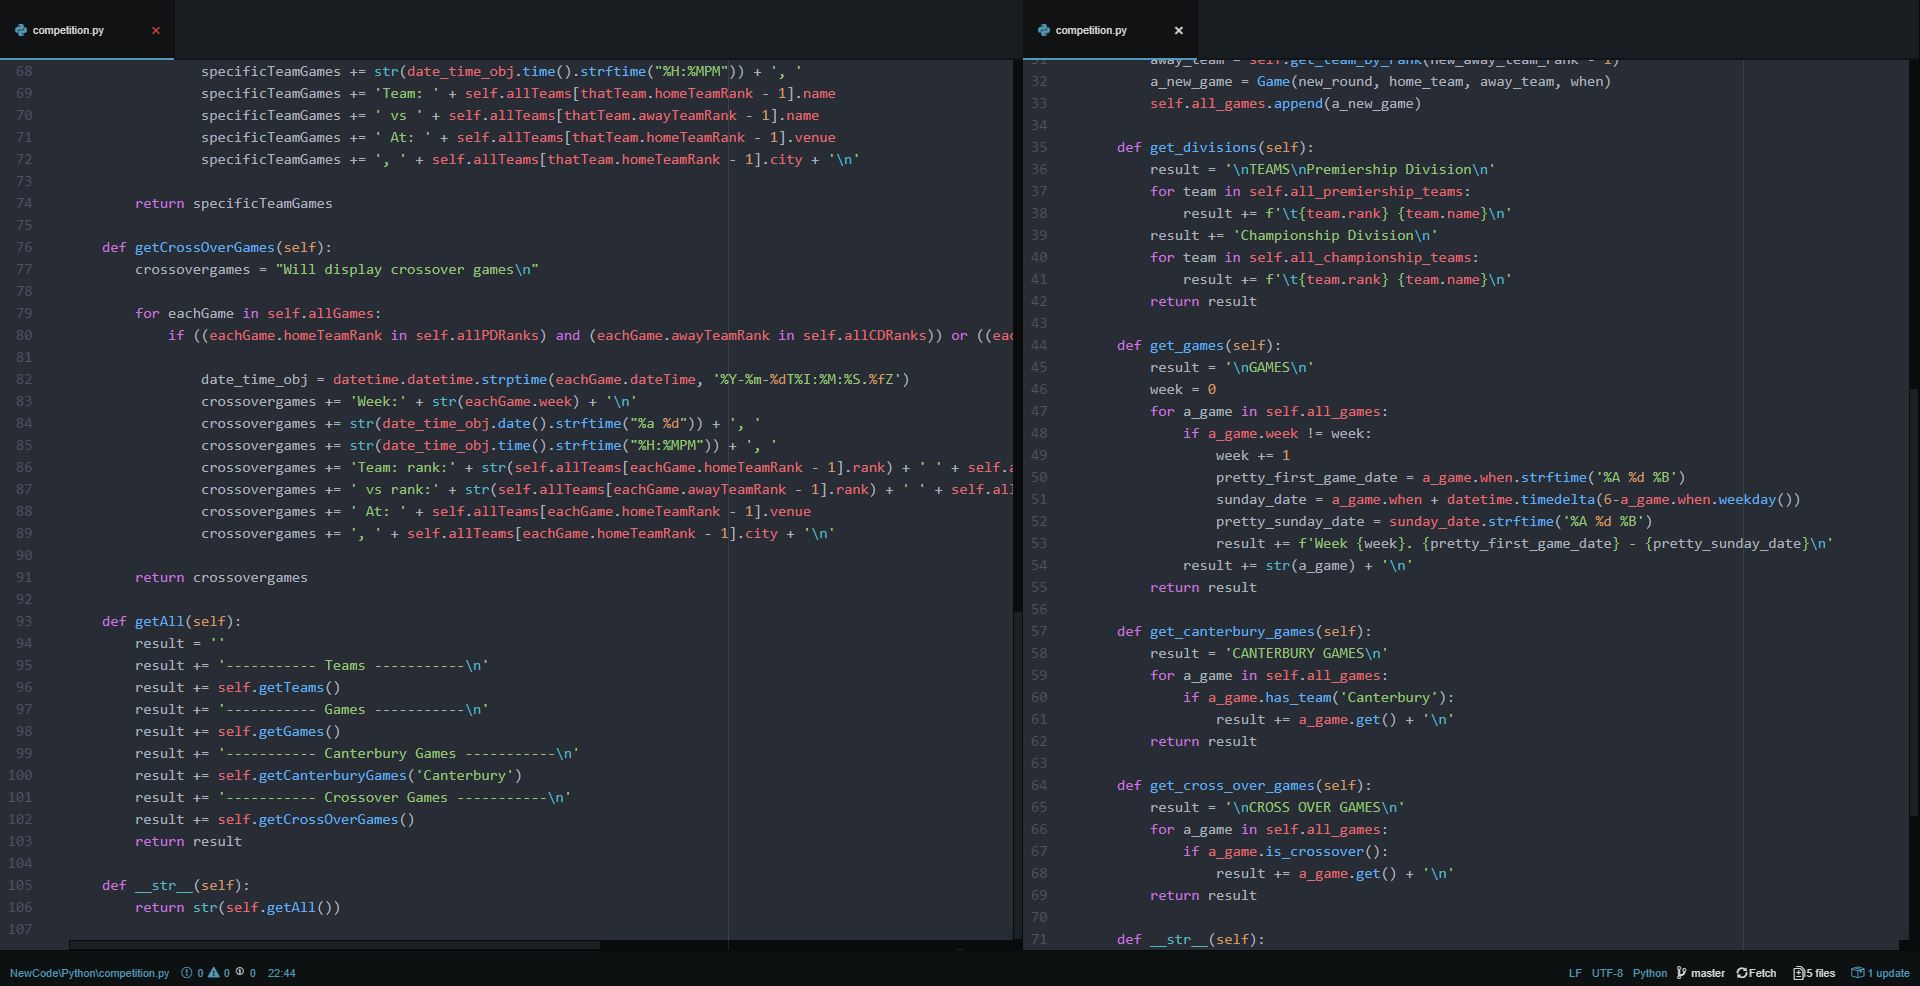 competition.py
68 specificTeamGames += str(date_time_obj.time().strftime("%H:%MPM")) + ', '
69 specificTeamGames += 'Team: ' + self.allTeams[thatTeam.homeTeamRank - 1].name
70 specificTeamGames += ' vs ' + self.allTeams[thatTeam.awayTeamRank - 1].name
71 specificTeamGames += ' At: ' + self.allTeams[thatTeam.homeTeamRank - 1].venue
72 specificTeamGames += ', ' + self.allTeams[thatTeam.homeTeamRank - 1].city + '\n'
73
74 return specificTeamGames
75
76 def getCrossOverGames(self):
77 crossovergames = "Will display crossover games\n"
78
79 for eachGame in self.allGames:
80 if ((eachGame.homeTeamRank in self.allPDRanks) and (eachGame.awayTeamRank in self.allCDRanks)) or ((eac
81
82 date_time_obj = datetime.datetime.strptime(eachGame.dateTime, '%Y-%m-%dT%I:%M:%S.%fZ')
83 crossovergames += 'Week:' + str(eachGame.week) + '\n'
84 crossovergames += str(date_time_obj.date().strftime("%a %d")) + ', '
85 crossovergames += str(date_time_obj.time().strftime("%H:%MPM")) + ', '
86 crossovergames += 'Team: rank:' + str(self.allTeams[eachGame.homeTeamRank - 1].rank) + ' ' + self.a
87 crossovergames += ' vs rank:' + str(self.allTeams[eachGame.awayTeamRank - 1].rank) + ' ' + self.all
88 crossovergames += ' At: ' + self.allTeams[eachGame.homeTeamRank - 1].venue
89 crossovergames += ', ' + self.allTeams[eachGame.homeTeamRank - 1].city + '\n'
90
91 return crossovergames
92
93 def getAll(self):
94 result = ''
95 result += '----------- Teams -----------\n'
96 result += self.getTeams()
97 result += '----------- Games -----------\n'
98 result += self.getGames()
99 result += '----------- Canterbury Games -----------\n'
100 result += self.getCanterburyGames('Canterbury')
101 result += '----------- Crossover Games -----------\n'
102 result += self.getCrossOverGames()
103 return result
104
105 def __str__(self):
106 return str(self.getAll())
107
competition.py
31 away_team = self.get_team_by_rank(new_away_team_rank - 1)
32 a_new_game = Game(new_round, home_team, away_team, when)
33 self.all_games.append(a_new_game)
34
35 def get_divisions(self):
36 result = '\nTEAMS\nPremiership Division\n'
37 for team in self.all_premiership_teams:
38 result += f'\t{team.rank} {team.name}\n'
39 result += 'Championship Division\n'
40 for team in self.all_championship_teams:
41 result += f'\t{team.rank} {team.name}\n'
42 return result
43
44 def get_games(self):
45 result = '\nGAMES\n'
46 week = 0
47 for a_game in self.all_games:
48 if a_game.week != week:
49 week += 1
50 pretty_first_game_date = a_game.when.strftime('%A %d %B')
51 sunday_date = a_game.when + datetime.timedelta(6-a_game.when.weekday())
52 pretty_sunday_date = sunday_date.strftime('%A %d %B')
53 result += f'Week {week}. {pretty_first_game_date} - {pretty_sunday_date}\n'
54 result += str(a_game) + '\n'
55 return result
56
57 def get_canterbury_games(self):
58 result = 'CANTERBURY GAMES\n'
59 for a_game in self.all_games:
60 if a_game.has_team('Canterbury'):
61 result += a_game.get() + '\n'
62 return result
63
64 def get_cross_over_games(self):
65 result = '\nCROSS OVER GAMES\n'
66 for a_game in self.all_games:
67 if a_game.is_crossover():
68 result += a_game.get() + '\n'
69 return result
70
71 def __str__(self):
NewCode\Python\competition.py 0 0 0 22:44 LF UTF-8 Python master Fetch 5 files 1 update